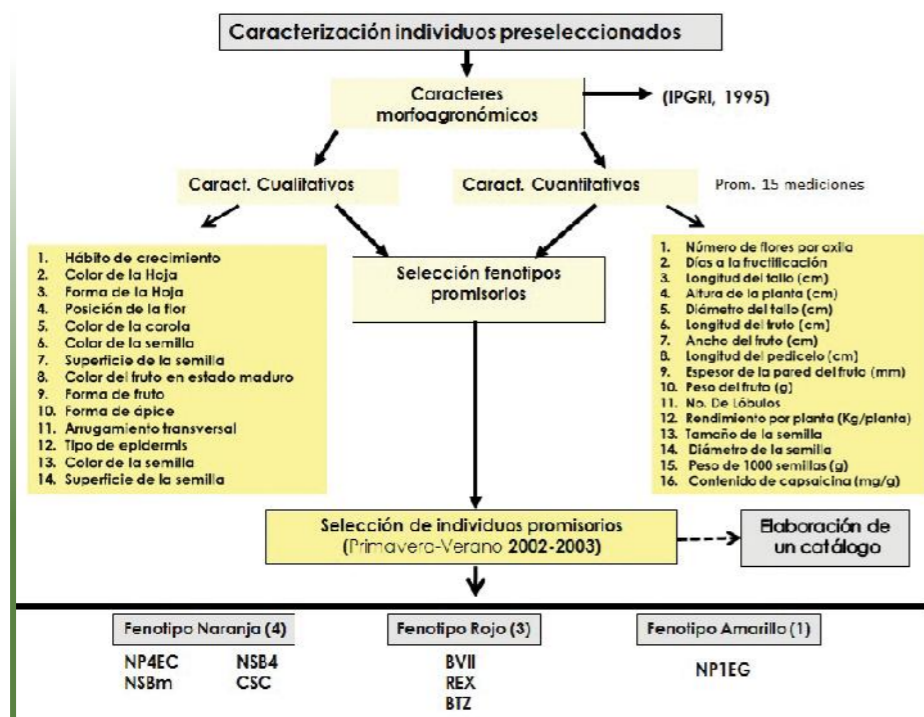 Caracterización individuos preseleccionados
Caracteres
morfoagronómicos
(IPGRI, 1995)
Caract. Cualitativos
Caract. Cuantitativos
Prom. 15 mediciones
1. Hábito de crecimiento
2. Color de la Hoja
3. Forma de la Hoja
4. Posición de la flor
5. Color de la corola
6. Color de la semilla
7. Superficie de la semilla
8. Color del fruto en estado maduro
9. Forma de fruto
10. Forma de ápice
11. Arrugamiento transversal
12. Tipo de epidermis
13. Color de la semilla
14. Superficie de la semilla
Selección fenotipos
promisorios
1. Número de flores por axila
2. Días a la fructificación
3. Longitud del tallo (cm)
4. Altura de la planta (cm)
5. Diámetro del tallo (cm)
6. Longitud del fruto (cm)
7. Ancho del fruto (cm)
8. Longitud del pedicelo (cm)
9. Espesor de la pared del fruto (mm)
10. Peso del fruto (g)
11. No. De Lóbulos
12. Rendimiento por planta (Kg/planta)
13. Tamaño de la semilla
14. Diámetro de la semilla
15. Peso de 1000 semillas (g)
16. Contenido de capsaicina (mg/g)
Selección de individuos promisorios
(Primavera-Verano 2002-2003)
Elaboración de
un catálogo
Fenotipo Naranja (4)
NP4EC NSB4
NSBm CSC
Fenotipo Rojo (3)
BVII
REX
BTZ
Fenotipo Amarillo (1)
NP1EG